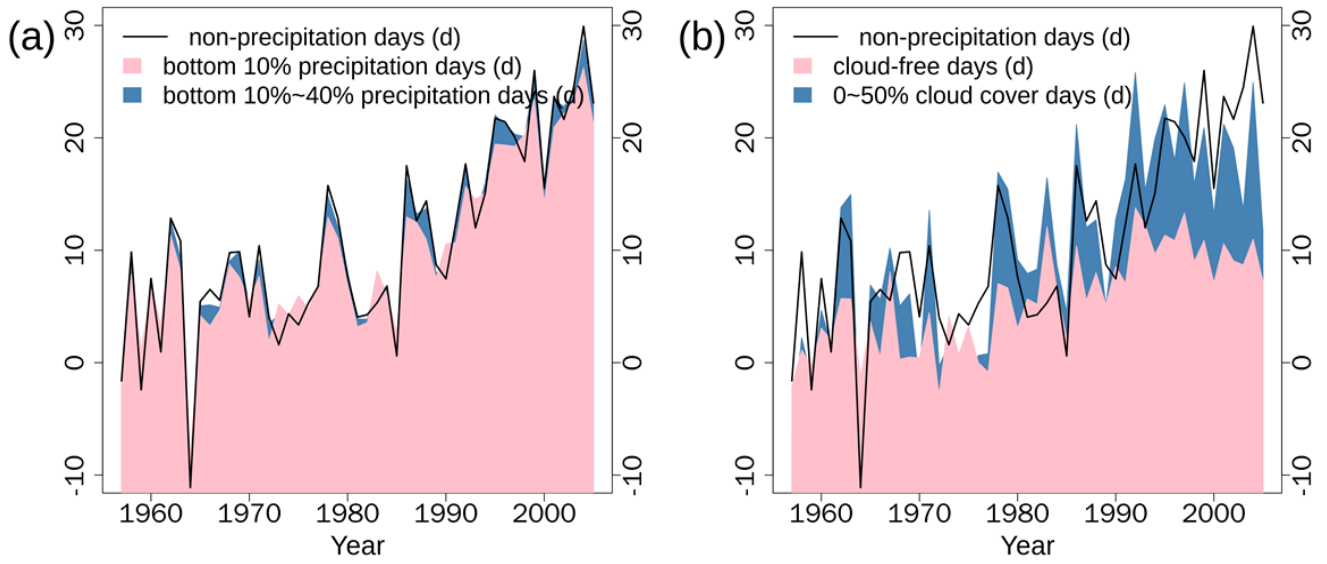 (a)
non-precipitation days (d)
bottom 10% precipitation days (d)
bottom 10%~40% precipitation days (d)
30
20
10
0
-10
30
20
10
0
-10
1960 1970 1980 1990 2000
Year
(b)
non-precipitation days (d)
cloud-free days (d)
0~50% cloud cover days (d)
30
20
10
0
-10
30
20
10
0
-10
1960 1970 1980 1990 2000
Year